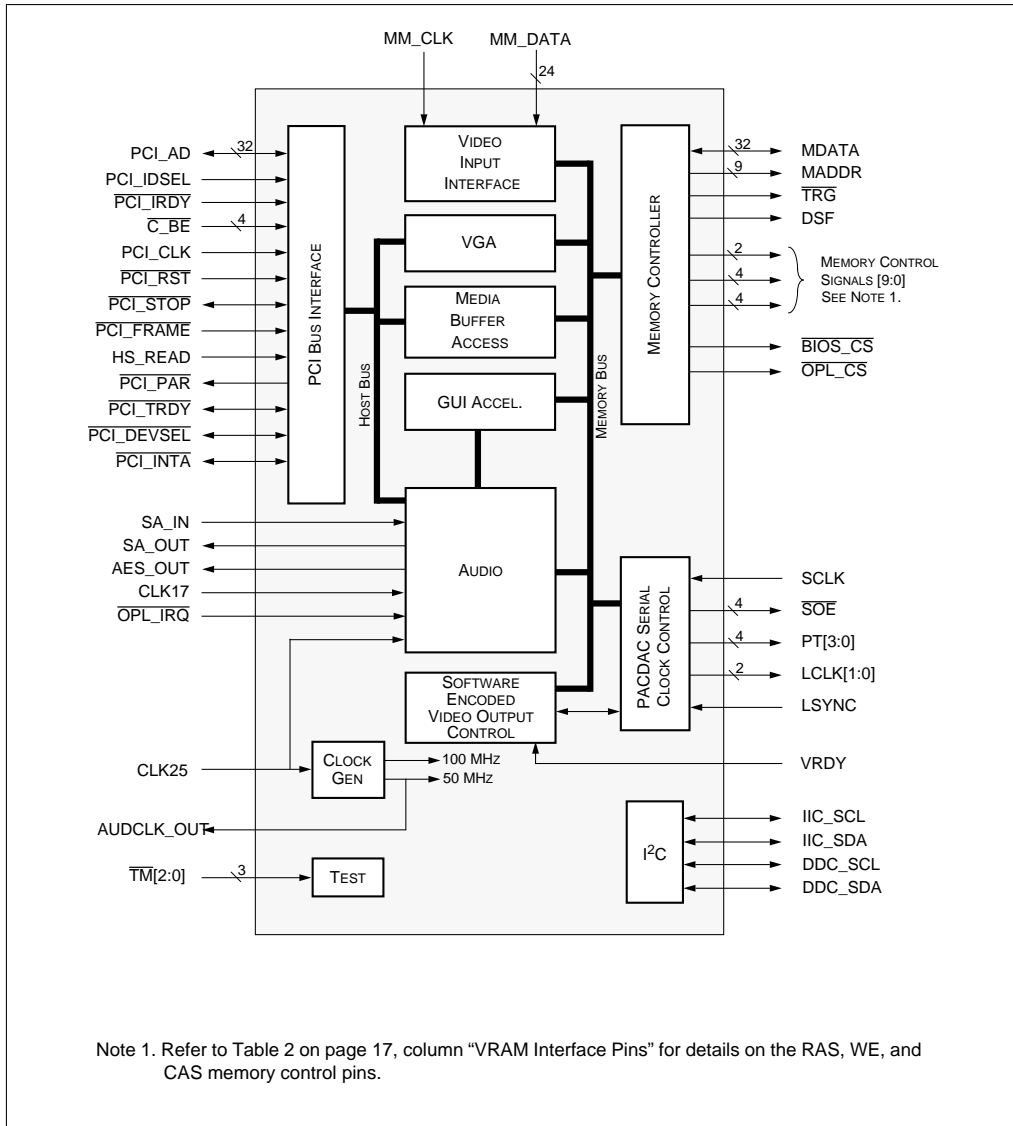 MM_CLK
MM_DATA
24
PCI_AD
32
PCI_IDSEL
PCI_IRDY
C_BE
4
PCI_CLK
PCI_RST
PCI_STOP
PCI_FRAME
HS_READ
PCI_PAR
PCI_TRDY
PCI_DEVSEL
PCI_INTA
SA_IN
SA_OUT
AES_OUT
CLK17
OPL_IRQ
CLK25
AUDCLK_OUT
TM[2:0]
3
PCI BUS INTERFACE
HOST BUS
VIDEO
INPUT
INTERFACE
VGA
MEDIA
BUFFER
ACCESS
GUI ACCEL.
AUDIO
SOFTWARE
ENCODED
VIDEO OUTPUT
CONTROL
CLOCK
GEN
100 MHz
50 MHz
TEST
MEMORY BUS
MEMORY CONTROLLER
PACDAC SERIAL
CLOCK CONTROL
I²C
32
MDATA
9
MADDR
TRG
DSF
2
4
4
MEMORY CONTROL
SIGNALS [9:0]
SEE NOTE 1.
BIOS_CS
OPL_CS
SCLK
4
SOE
4
PT[3:0]
2
LCLK[1:0]
LSYNC
VRDY
IIC_SCL
IIC_SDA
DDC_SCL
DDC_SDA
Note 1. Refer to Table 2 on page 17, column “VRAM Interface Pins” for details on the RAS, WE, and
CAS memory control pins.